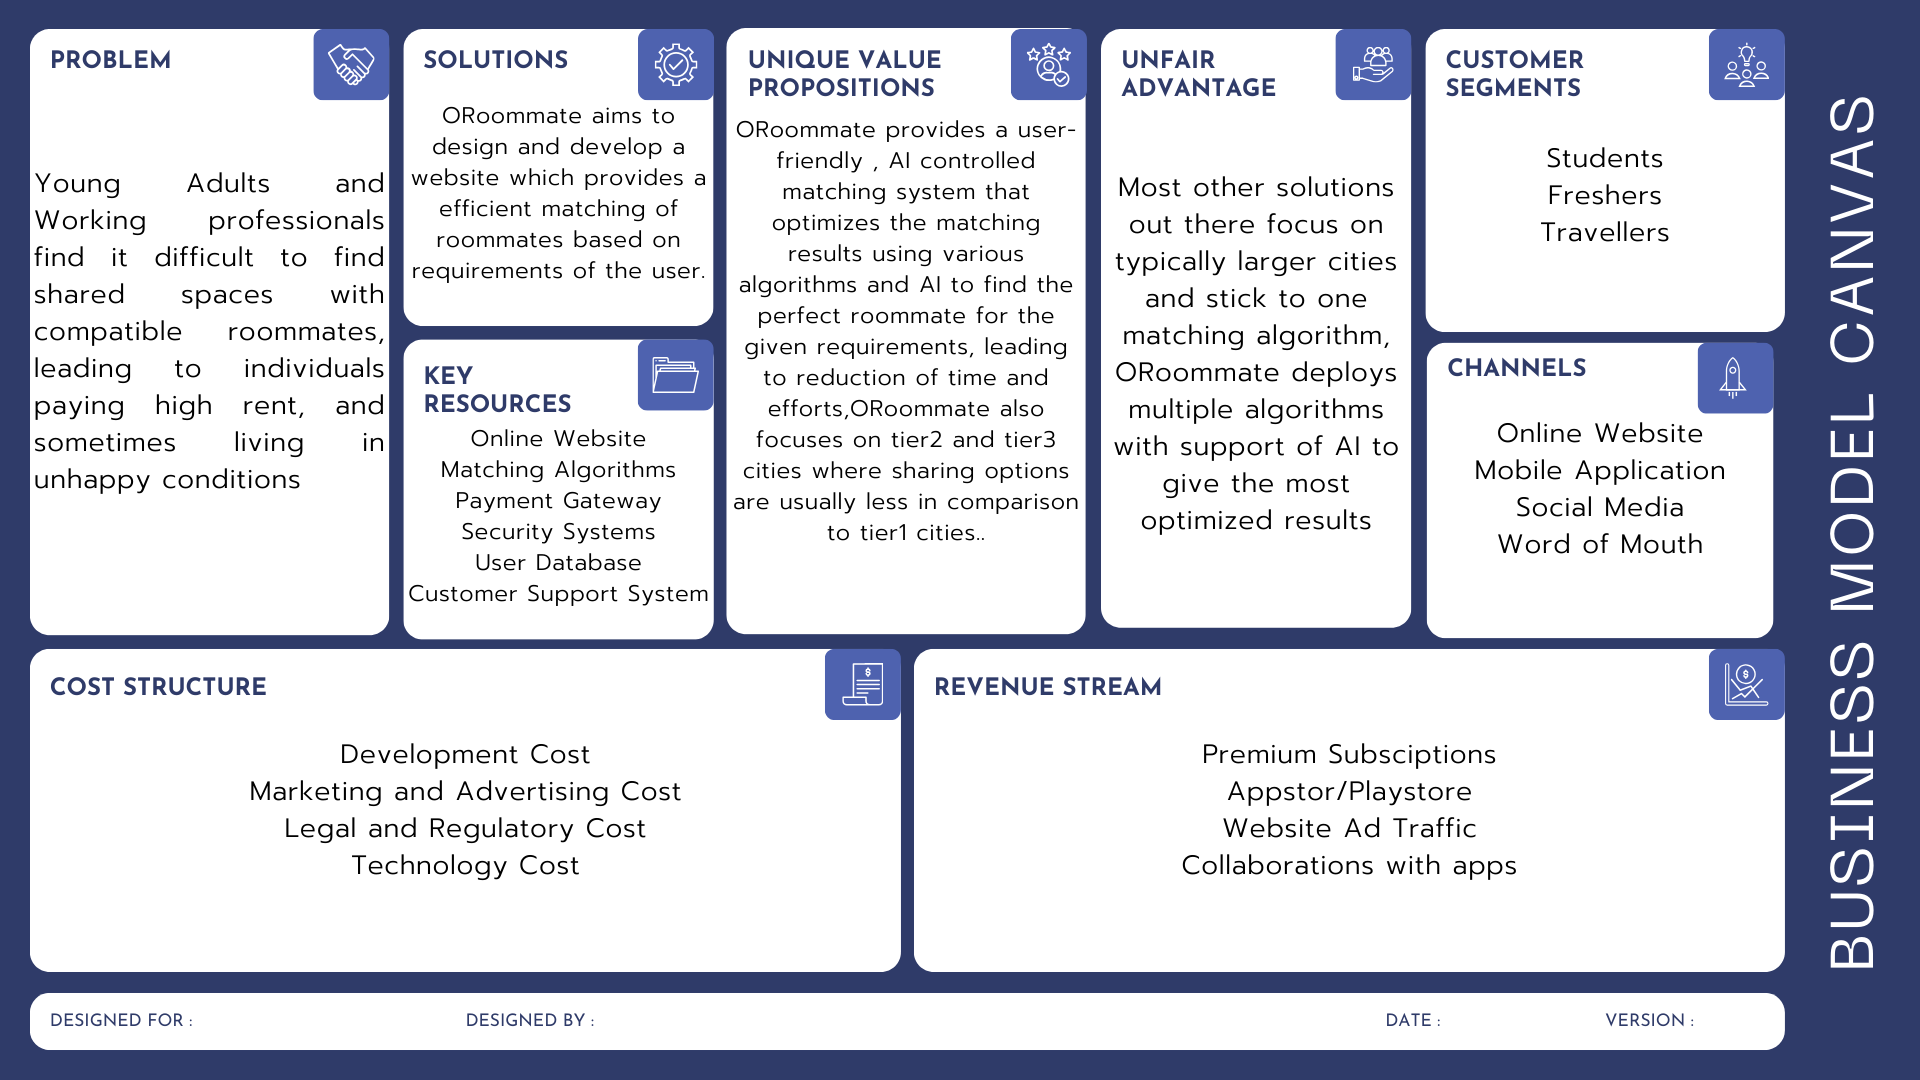 PROBLEM
Young Adults and
Working professionals
find it difficult to find
shared spaces with
compatible roommates,
leading to individuals
paying high rent, and
sometimes living in
unhappy conditions
SOLUTIONS
ORoommate aims to
design and develop a
website which provides a
efficient matching of
roommates based on
requirements of the user.
KEY
RESOURCES
Online Website
Matching Algorithms
Payment Gateway
Security Systems
User Database
Customer Support System
UNIQUE VALUE
PROPOSITIONS
ORoommate provides a user-
friendly , AI controlled
matching system that
optimizes the matching
results using various
algorithms and AI to find the
perfect roommate for the
given requirements, leading
to reduction of time and
efforts,ORoommate also
focuses on tier2 and tier3
cities where sharing options
are usually less in comparison
to tier1 cities..
UNFAIR
ADVANTAGE
Most other solutions
out there focus on
typically larger cities
and stick to one
matching algorithm,
ORoommate deploys
multiple algorithms
with support of AI to
give the most
optimized results
CUSTOMER
SEGMENTS
Students
Freshers
Travellers
CHANNELS
Online Website
Mobile Application
Social Media
Word of Mouth
COST STRUCTURE
Development Cost
Marketing and Advertising Cost
Legal and Regulatory Cost
Technology Cost
REVENUE STREAM
Premium Subsciptions
Appstor/Playstore
Website Ad Traffic
Collaborations with apps
DESIGNED FOR :
DESIGNED BY :
DATE :
VERSION :
BUSINESS MODEL CANVAS